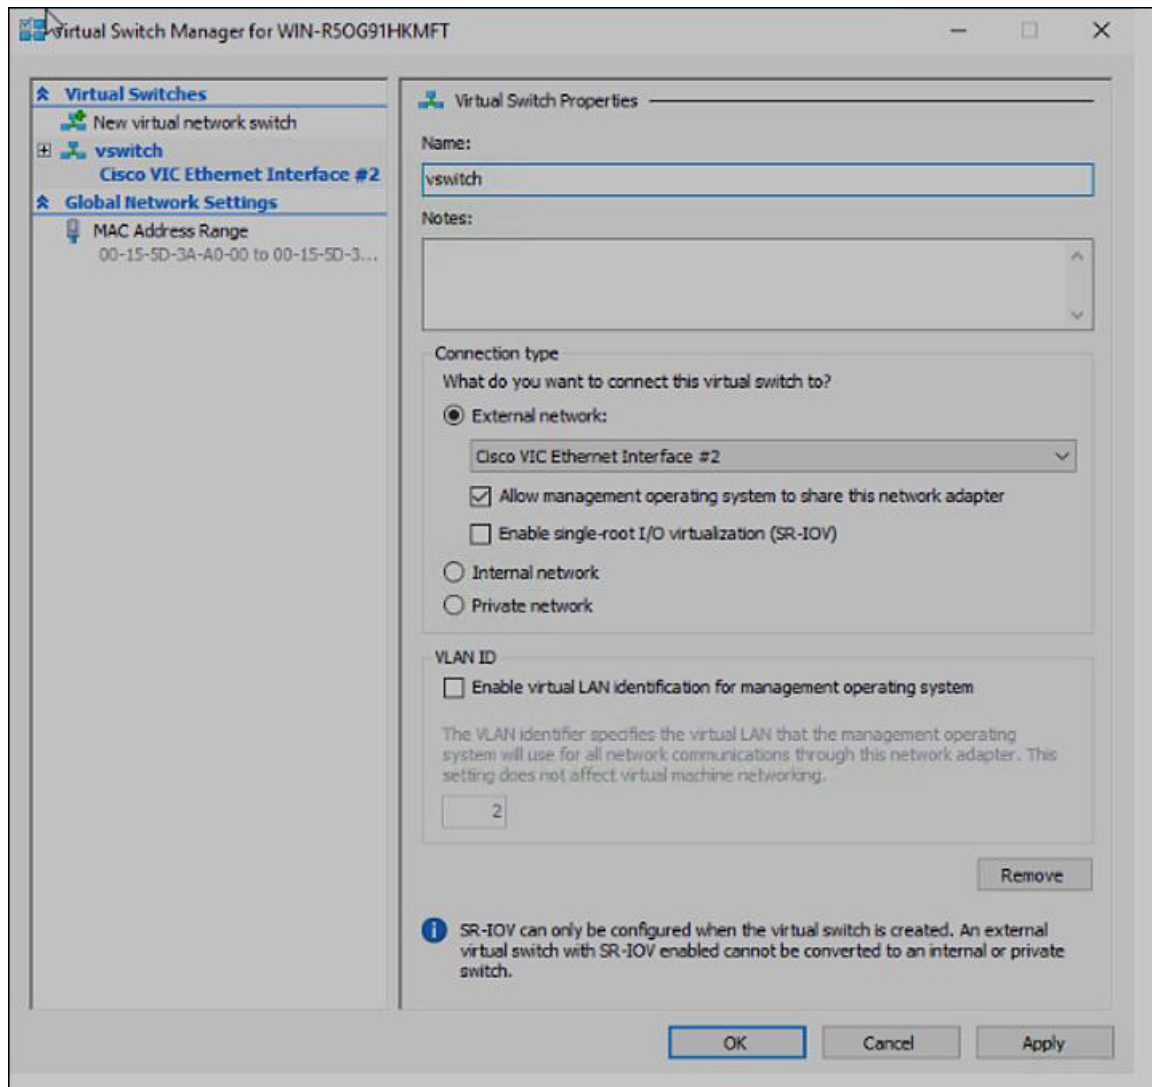 Virtual Switch Manager for WIN-R5OG91HKMFT
Virtual Switches
New virtual network switch
vswitch
Cisco VIC Ethernet Interface #2
Global Network Settings
MAC Address Range
00-15-5D-3A-A0-00 to 00-15-5D-3...
Virtual Switch Properties
Name:
vswitch
Notes:
Connection type
What do you want to connect this virtual switch to?
External network:
Cisco VIC Ethernet Interface #2
Allow management operating system to share this network adapter
Enable single-root I/O virtualization (SR-IOV)
Internal network
Private network
VLAN ID
Enable virtual LAN identification for management operating system
The VLAN identifier specifies the virtual LAN that the management operating
system will use for all network communications through this network adapter. This
setting does not affect virtual machine networking.
2
Remove
SR-IOV can only be configured when the virtual switch is created. An external
virtual switch with SR-IOV enabled cannot be converted to an internal or private
switch.
OK
Cancel
Apply